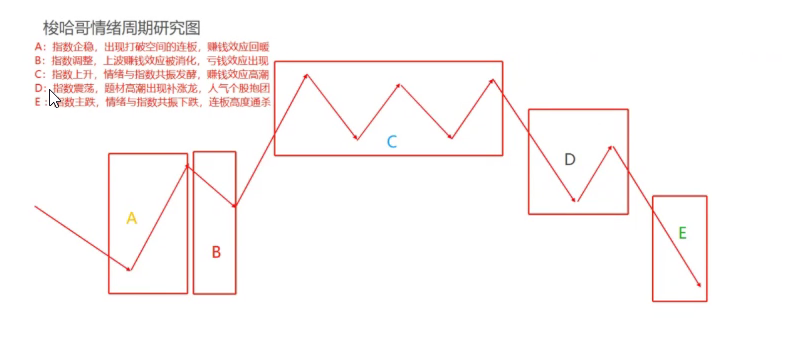 梭哈哥情绪周期研究图
A：指数企稳，出现打破空间的连板，赚钱效应回暖
B：指数调整，上波赚钱效应被消化，亏钱效应出现
C：指数上升，情绪与指数共振发酵，赚钱效应高潮
D：指数震荡，题材高潮出现补涨龙，人气个股抱团
E：指数主跌，情绪与指数共振下跌，连板高度通杀
C
D
A
E
B